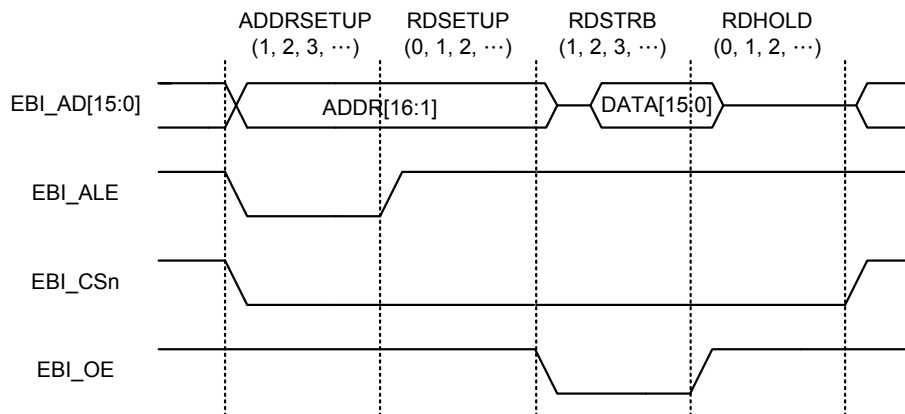 ADDRSETUP RDSETUP RDSTRB RDHOLD
(1, 2, 3, ⋯) (0, 1, 2, ⋯) (1, 2, 3, ⋯) (0, 1, 2, ⋯)
EBI_AD[15:0] ADDR[16:1] DATA[15:0]
EBI_ALE
EBI_CSn
EBI_OE